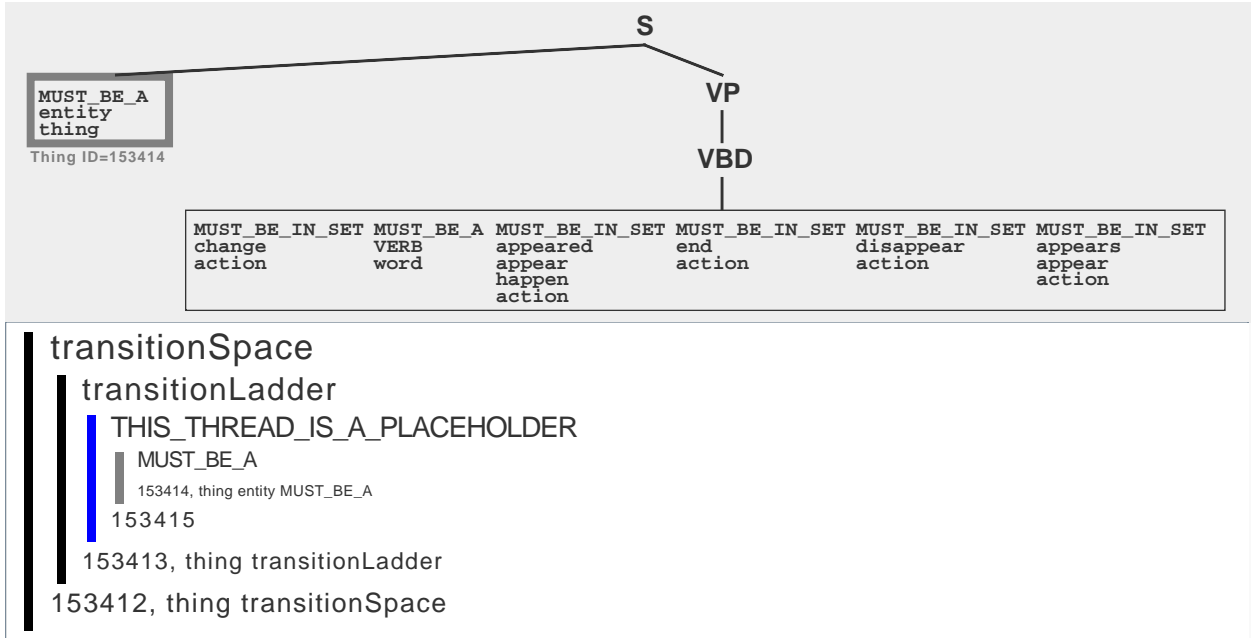 S
MUST_BE_A
entity
thing
Thing ID=153414
VP
VBD
MUST_BE_IN_SET MUST_BE_A MUST_BE_IN_SET MUST_BE_IN_SET MUST_BE_IN_SET MUST_BE_IN_SET
change VERB appeared end disappear appears
action word appear action action appear
happen action
action
transitionSpace
transitionLadder
THIS_THREAD_IS_A_PLACEHOLDER
MUST_BE_A
153414, thing entity MUST_BE_A
153415
153413, thing transitionLadder
153412, thing transitionSpace